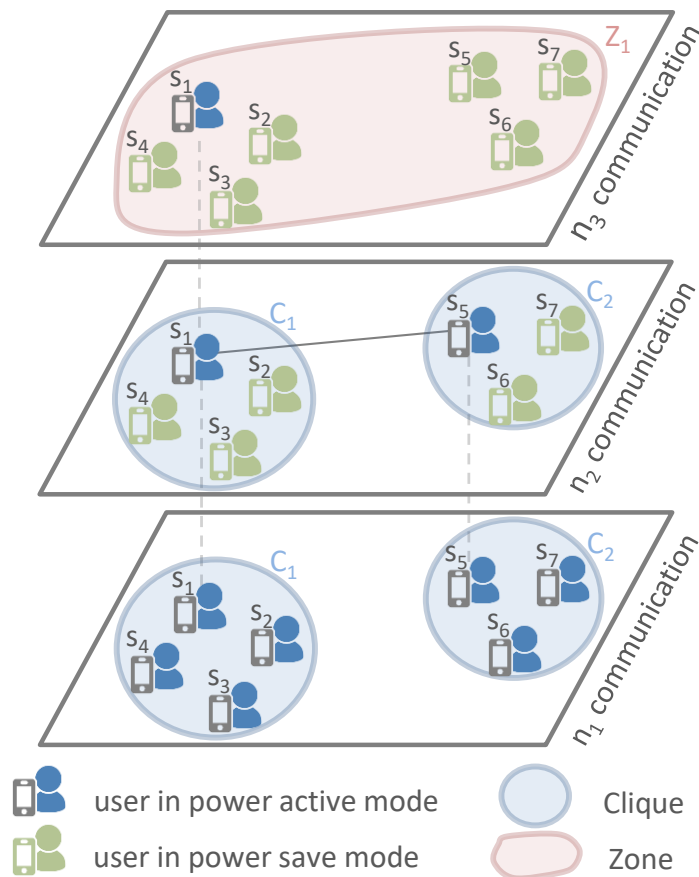 Z₁
s₁
s₅
s₇
s₂
s₆
s₄
s₃
n₃ communication
C₁
C₂
s₁
s₅
s₇
s₂
s₆
s₄
s₃
n₂ communication
C₁
C₂
s₁
s₅
s₇
s₂
s₆
s₄
s₃
n₁ communication
user in power active mode
Clique
user in power save mode
Zone